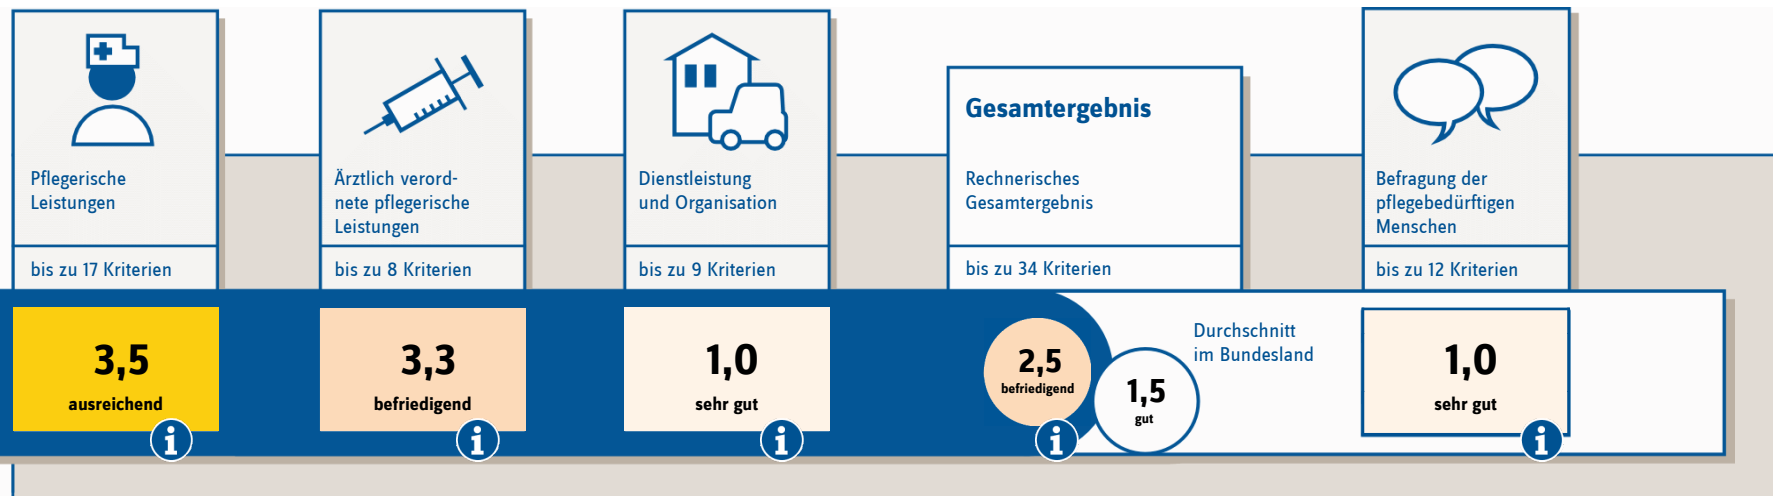 Pflegerische
Leistungen
bis zu 17 Kriterien
3,5
ausreichend
i
Ärztlich verord-
nete pflegerische
Leistungen
bis zu 8 Kriterien
3,3
befriedigend
i
Dienstleistung
und Organisation
bis zu 9 Kriterien
1,0
sehr gut
i
Gesamtergebnis
Rechnerisches
Gesamtergebnis
bis zu 34 Kriterien
2,5
befriedigend
i
1,5
gut
Durchschnitt
im Bundesland
Befragung der
pflegebedürftigen
Menschen
bis zu 12 Kriterien
1,0
sehr gut
i